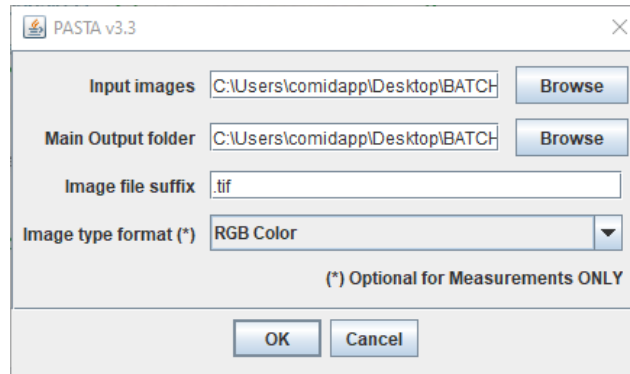 PASTA v3.3
Input images C:\Users\comidapp\Desktop\BATCH Browse
Main Output folder C:\Users\comidapp\Desktop\BATCH Browse
Image file suffix .tif
Image type format (*) RGB Color
(*) Optional for Measurements ONLY
OK Cancel